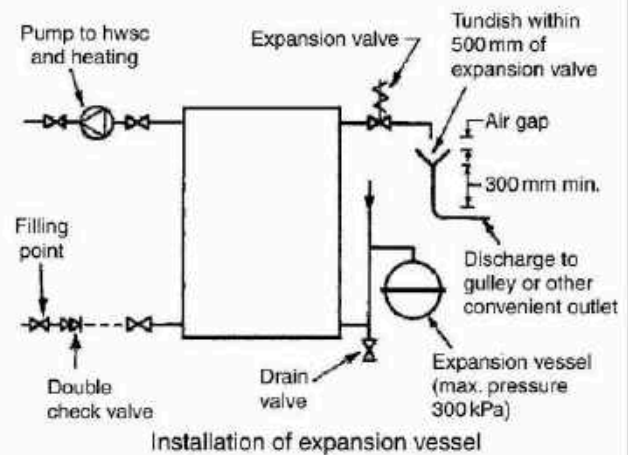 Pump to hwsc
and heating
Expansion valve
Tundish within
500 mm of
expansion valve
Air gap
300 mm min.
Filling
point
Discharge to
gulley or other
convenient outlet
Double
check valve
Drain
valve
Expansion vessel
(max. pressure
300 kPa)
Installation of expansion vessel